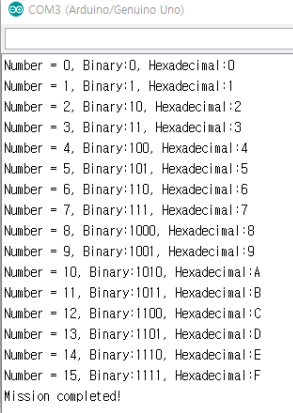 COM3 (Arduino/Genuino Uno)
Number = 0, Binary:0, Hexadecimal:0
Number = 1, Binary:1, Hexadecimal:1
Number = 2, Binary:10, Hexadecimal:2
Number = 3, Binary:11, Hexadecimal:3
Number = 4, Binary:100, Hexadecimal:4
Number = 5, Binary:101, Hexadecimal:5
Number = 6, Binary:110, Hexadecimal:6
Number = 7, Binary:111, Hexadecimal:7
Number = 8, Binary:1000, Hexadecimal:8
Number = 9, Binary:1001, Hexadecimal:9
Number = 10, Binary:1010, Hexadecimal:A
Number = 11, Binary:1011, Hexadecimal:B
Number = 12, Binary:1100, Hexadecimal:C
Number = 13, Binary:1101, Hexadecimal:D
Number = 14, Binary:1110, Hexadecimal:E
Number = 15, Binary:1111, Hexadecimal:F
Mission completed!